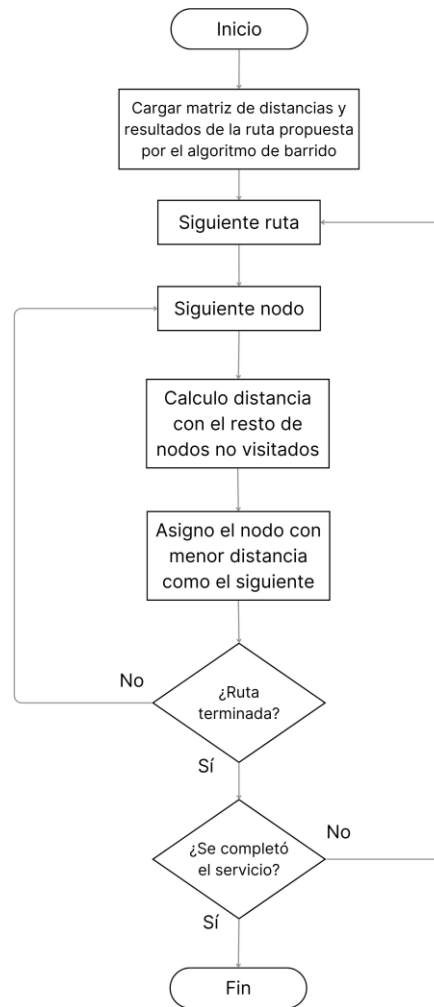 Inicio
Cargar matriz de distancias y
resultados de la ruta propuesta
por el algoritmo de barrido
Siguiente ruta
Siguiente nodo
Calculo distancia
con el resto de
nodos no visitados
Asigno el nodo con
menor distancia
como el siguiente
No
¿Ruta
terminada?
Sí
¿Se completó
el servicio?
No
Sí
Fin